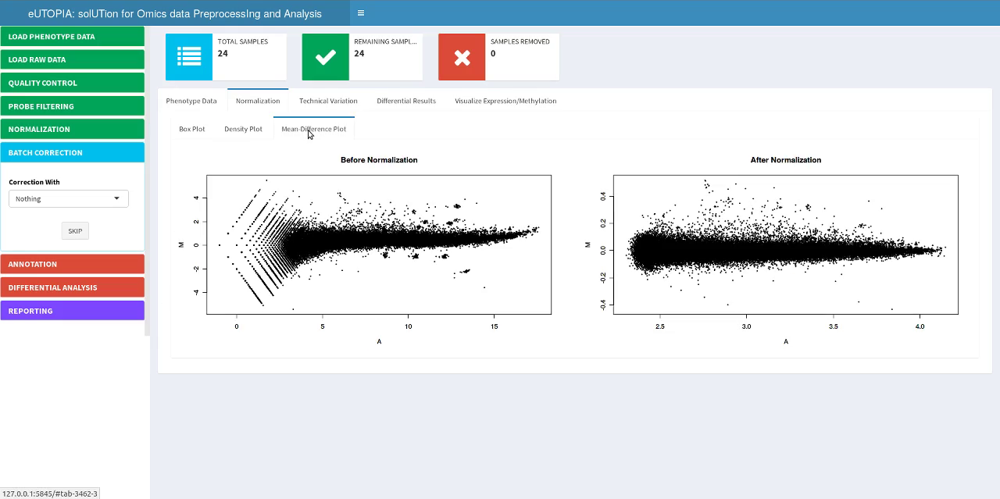 eUTOPIA: solUTion for Omics data PreprocessIng and Analysis
LOAD PHENOTYPE DATA
LOAD RAW DATA
QUALITY CONTROL
PROBE FILTERING
NORMALIZATION
BATCH CORRECTION
Correction With
Nothing
SKIP
ANNOTATION
DIFFERENTIAL ANALYSIS
REPORTING
TOTAL SAMPLES
24
REMAINING SAMPL...
24
SAMPLES REMOVED
0
Phenotype Data Normalization Technical Variation Differential Results Visualize Expression/Methylation
Box Plot Density Plot Mean-Difference Plot
Before Normalization
M
4
2
0
-2
-4
0 5 10 15
A
After Normalization
M
0.4
0.2
0.0
-0.2
-0.4
2.5 3.0 3.5 4.0
A
127.0.0.1:5845/#tab-3462-3